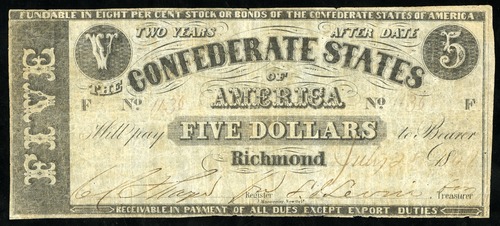 FUNDABLE IN EIGHT PER CENT STOCK OR BONDS OF THE CONFEDERATE STATES OF AMERICA
FIVE
V
TWO YEARS AFTER DATE
5
THE CONFEDERATE STATES
OF
AMERICA
F No No F
Will pay FIVE DOLLARS to Bearer
Richmond July 18
Register
Treasurer
RECEIVABLE IN PAYMENT OF ALL DUES EXCEPT EXPORT DUTIES